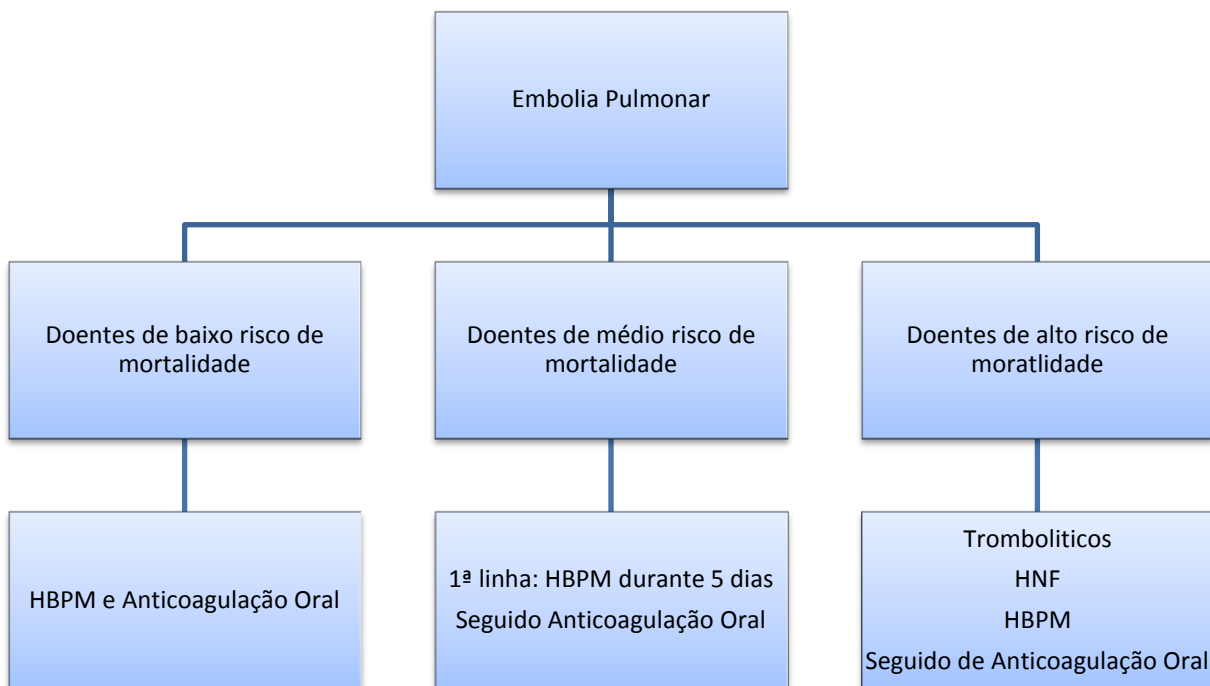 Embolia Pulmonar
Doentes de baixo risco de
mortalidade
Doentes de médio risco de
mortalidade
Doentes de alto risco de
moratlidade
HBPM e Anticoagulação Oral
1ª linha: HBPM durante 5 dias
Seguido Anticoagulação Oral
Tromboliticos
HNF
HBPM
Seguido de Anticoagulação Oral